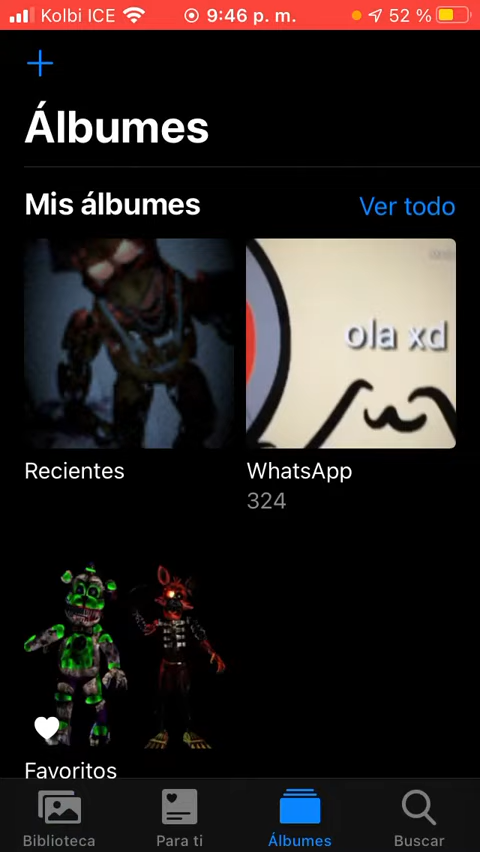 Kolbi ICE 9:46 p. m. 52 %
Álbumes
Mis álbumes Ver todo
ola xd
Recientes WhatsApp
324
Favoritos
Biblioteca Para ti Álbumes Buscar